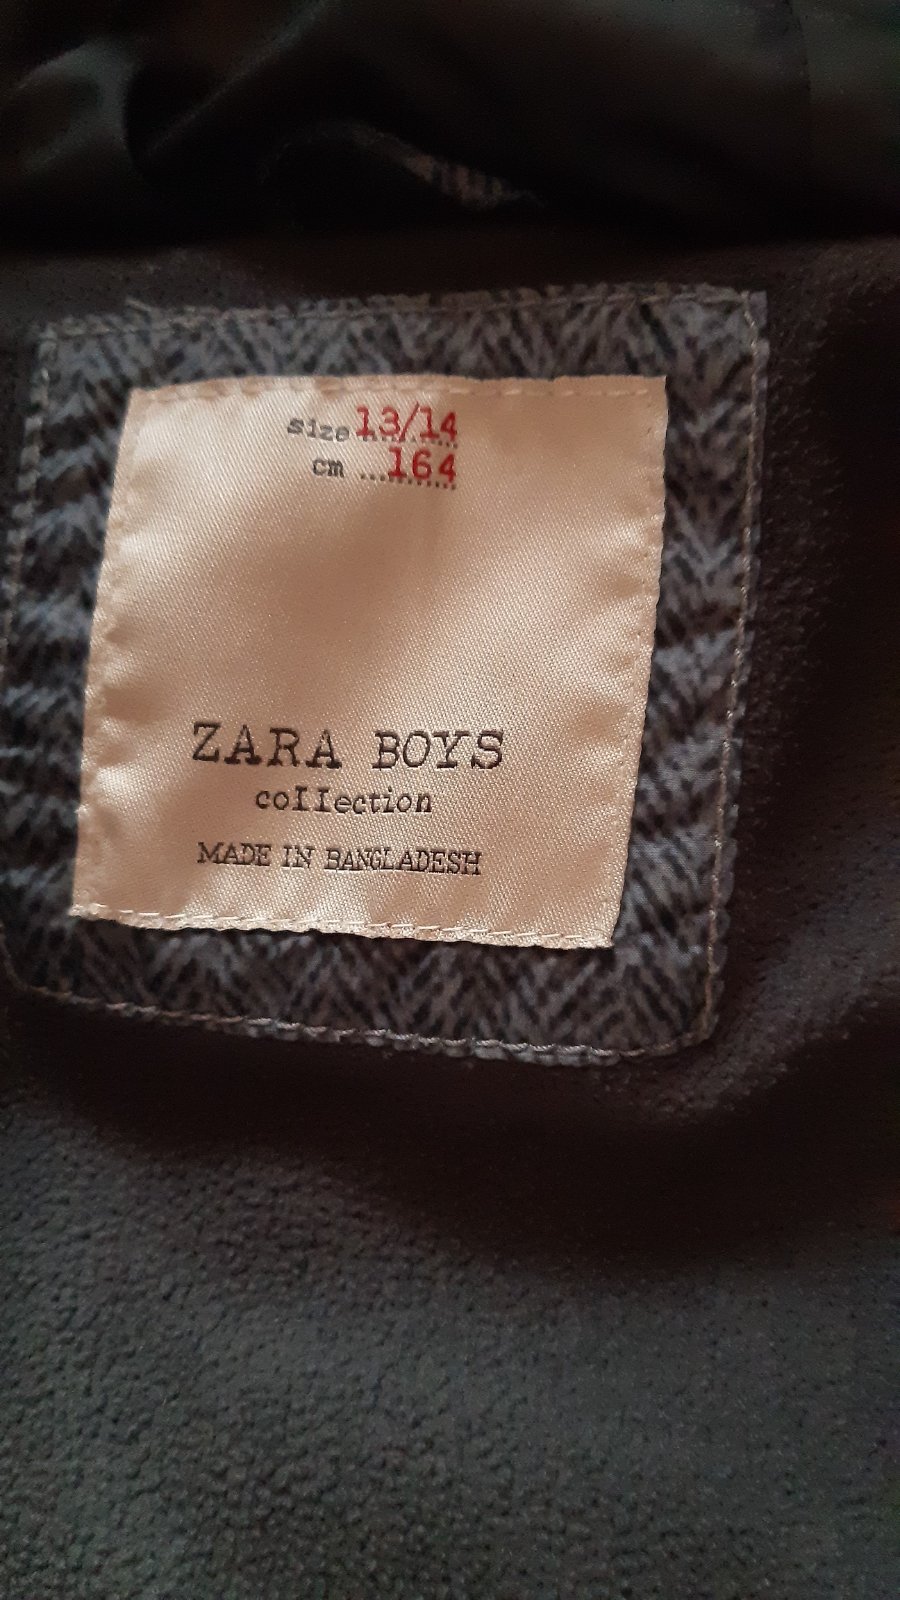 size 13/14
cm 164
ZARA BOYS
collection
MADE IN BANGLADESH